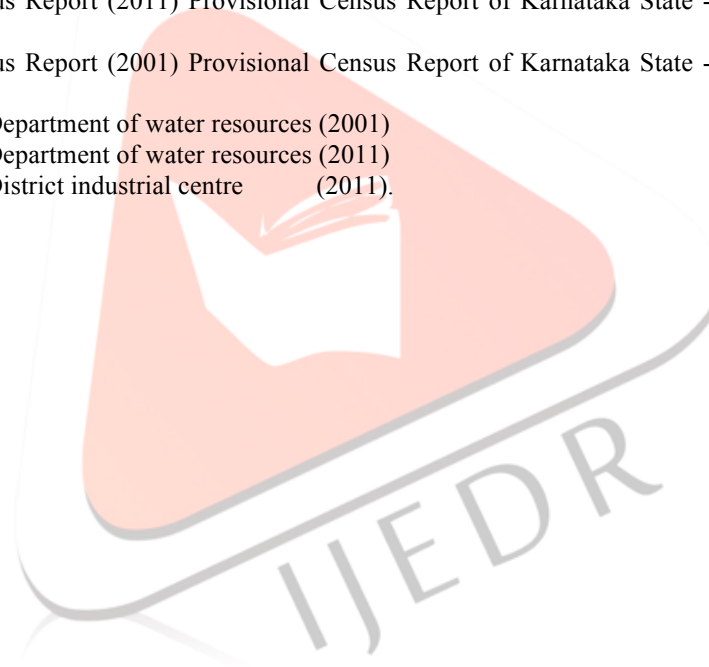 us Report (2011) Provisional Census Report of Karnataka State -
us Report (2001) Provisional Census Report of Karnataka State -
Department of water resources (2001)
Department of water resources (2011)
District industrial centre (2011).
IJEDR